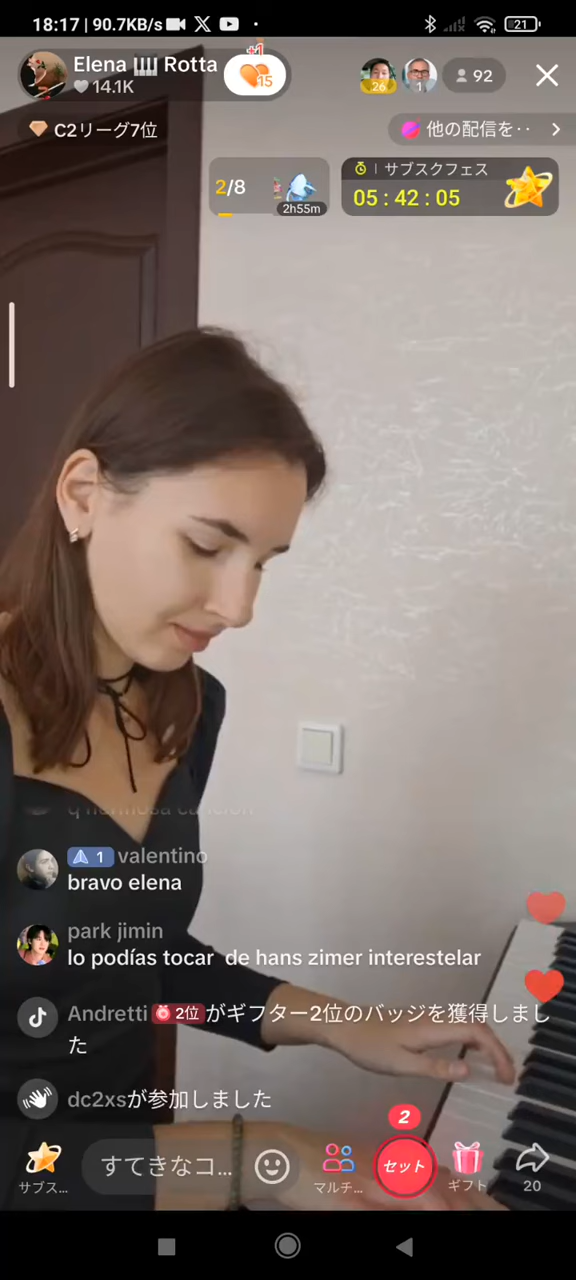 18:17 | 90.7KB/s
21
Elena Rotta
14.1K
+1
15
26
1
92
C2リーグ7位
他の配信を‥
2/8
2h55m
サブスクフェス
05 : 42 : 05
q hermosa canción
1 valentino
bravo elena
park jimin
lo podías tocar de hans zimer interestelar
Andretti 2位 がギフター2位のバッジを獲得しまし
た
dc2xsが参加しました
2
すてきなコ...
セット
サブス...
マルチ...
ギフト
20